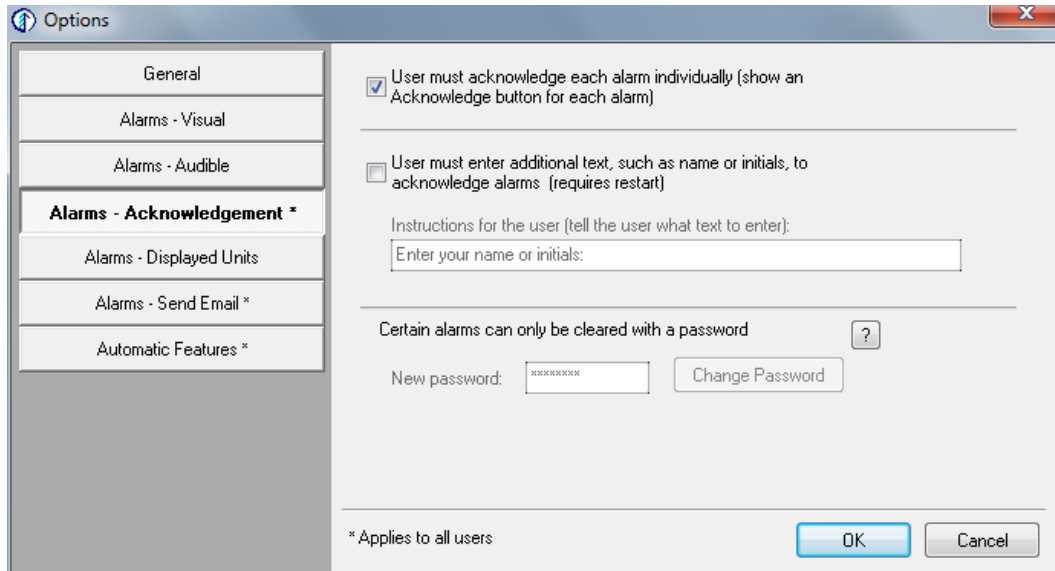 Options
X
General
Alarms - Visual
Alarms - Audible
Alarms - Acknowledgement *
Alarms - Displayed Units
Alarms - Send Email *
Automatic Features *
User must acknowledge each alarm individually (show an
Acknowledge button for each alarm)
User must enter additional text, such as name or initials, to
acknowledge alarms (requires restart)
Instructions for the user (tell the user what text to enter):
Enter your name or initials:
Certain alarms can only be cleared with a password
?
New password:
********
Change Password
* Applies to all users
OK
Cancel